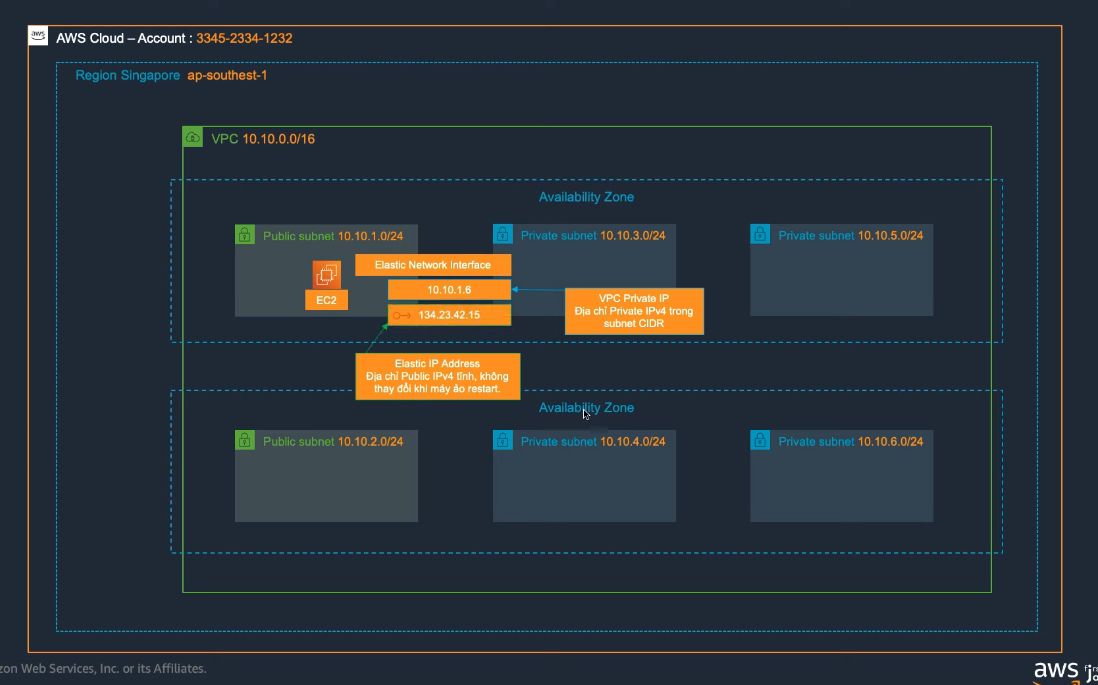 aws
AWS Cloud – Account : 3345-2334-1232
Region Singapore ap-southest-1
VPC 10.10.0.0/16
Availability Zone
Public subnet 10.10.1.0/24
Private subnet 10.10.3.0/24
Private subnet 10.10.5.0/24
Elastic Network Interface
EC2
10.10.1.6
134.23.42.15
VPC Private IP
Địa chỉ Private IPv4 trong
subnet CIDR
Elastic IP Address
Địa chỉ Public IPv4 tĩnh, không
thay đổi khi máy ảo restart.
Availability Zone
Public subnet 10.10.2.0/24
Private subnet 10.10.4.0/24
Private subnet 10.10.6.0/24
zon Web Services, Inc. or its Affiliates.
aws